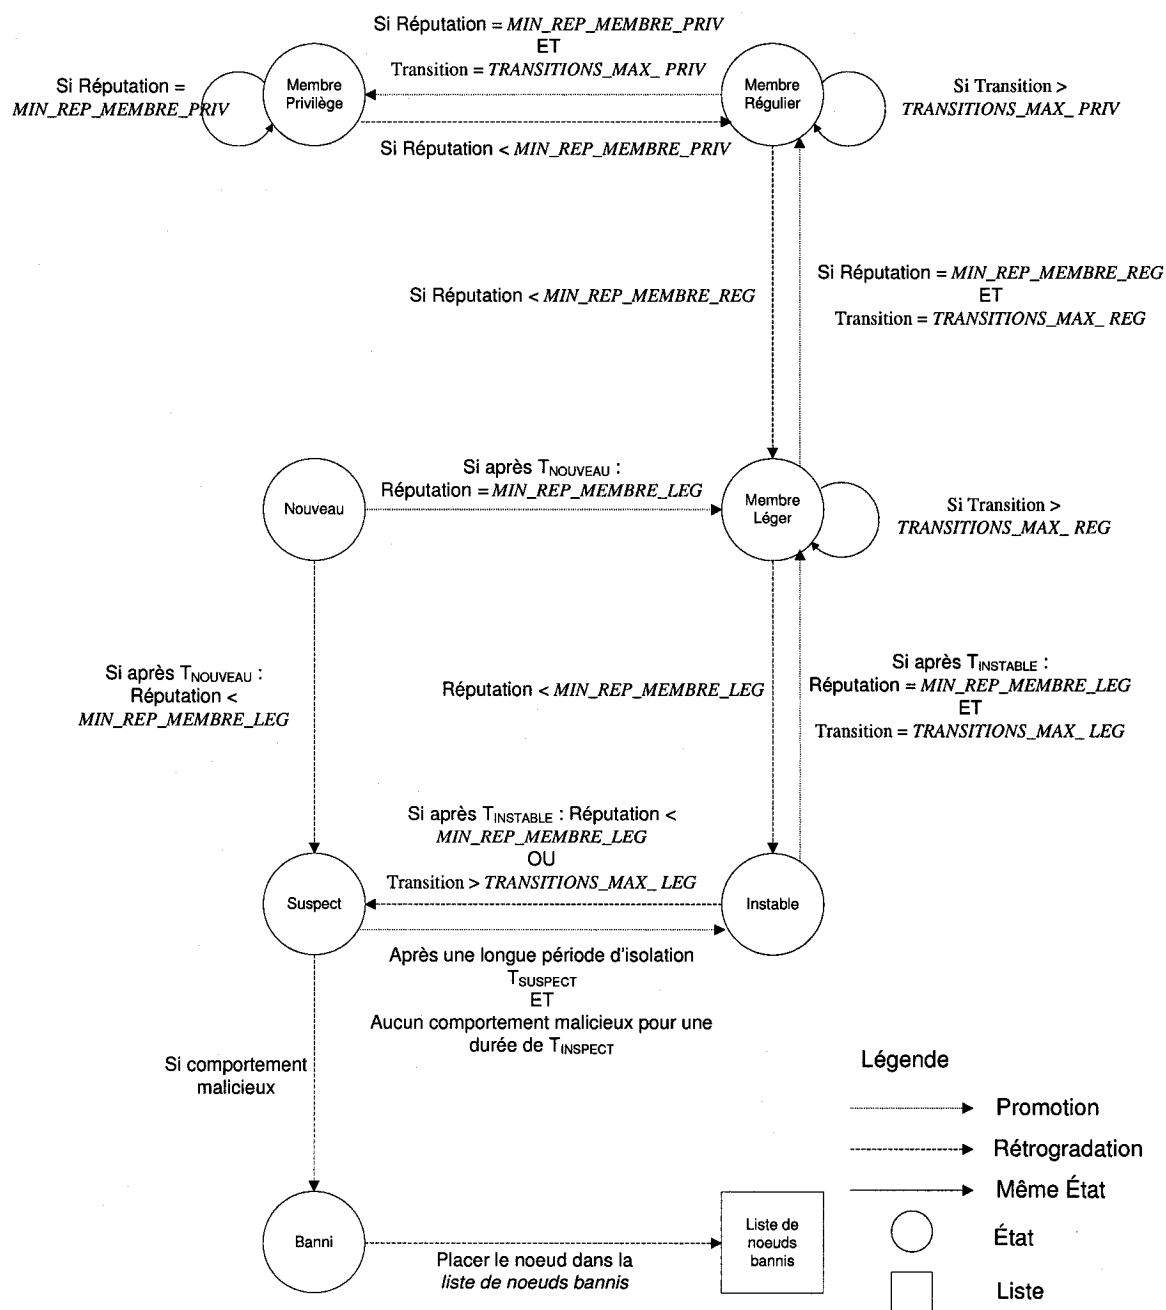 Si Réputation = MIN_REP_MEMBRE_PRIV
ET
Transition = TRANSITIONS_MAX_ PRIV
Si Réputation =
MIN_REP_MEMBRE_PRIV
Membre
Privilège
Membre
Régulier
Si Transition >
TRANSITIONS_MAX_ PRIV
Si Réputation < MIN_REP_MEMBRE_PRIV
Si Réputation < MIN_REP_MEMBRE_REG
Si Réputation = MIN_REP_MEMBRE_REG
ET
Transition = TRANSITIONS_MAX_ REG
Nouveau
Si après TNOUVEAU :
Réputation = MIN_REP_MEMBRE_LEG
Membre
Léger
Si Transition >
TRANSITIONS_MAX_ REG
Si après TNOUVEAU :
Réputation <
MIN_REP_MEMBRE_LEG
Réputation < MIN_REP_MEMBRE_LEG
Si après TINSTABLE :
Réputation = MIN_REP_MEMBRE_LEG
ET
Transition = TRANSITIONS_MAX_ LEG
Si après TINSTABLE : Réputation <
MIN_REP_MEMBRE_LEG
OU
Transition > TRANSITIONS_MAX_ LEG
Suspect
Instable
Après une longue période d'isolation
TSUSPECT
ET
Aucun comportement malicieux pour une
durée de TINSPECT
Si comportement
malicieux
Banni
Placer le noeud dans la
liste de noeuds bannis
Liste de
noeuds
bannis
Légende
Promotion
Rétrogradation
Même État
État
Liste